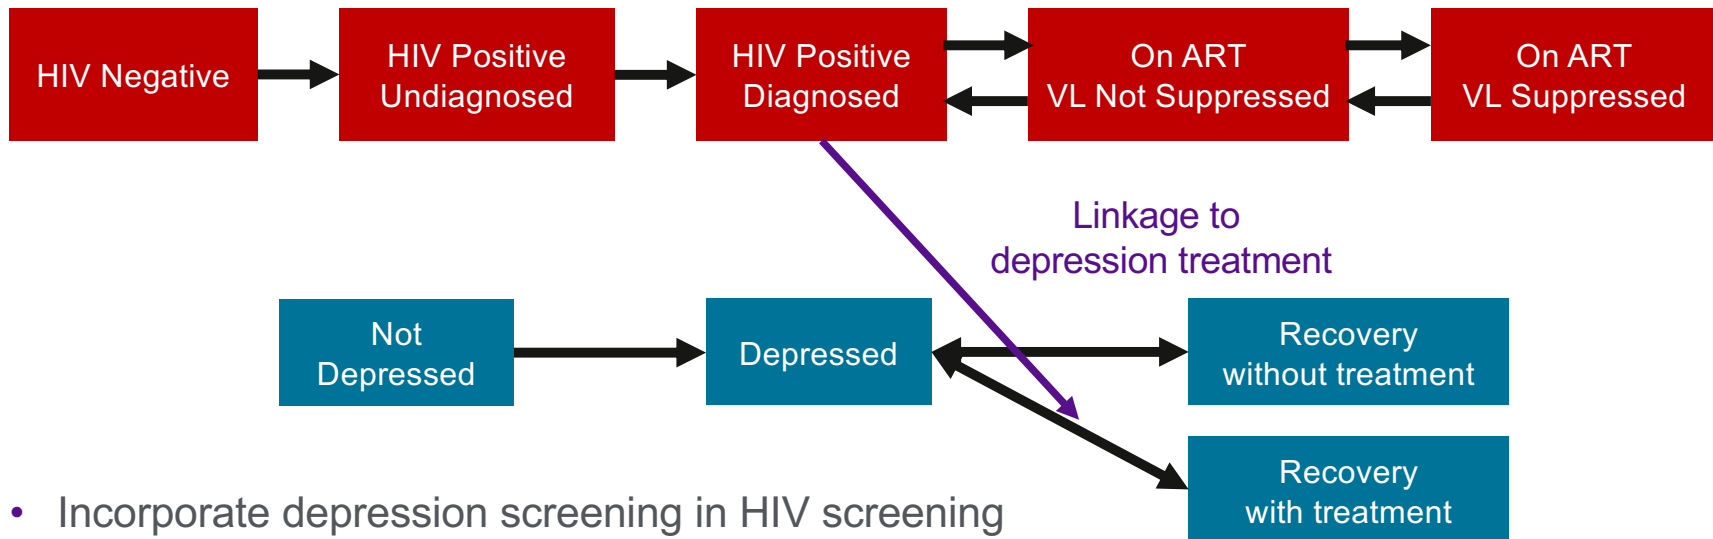 HIV Negative
HIV Positive
Undiagnosed
HIV Positive
Diagnosed
On ART
VL Not Suppressed
On ART
VL Suppressed
Linkage to
depression treatment
Not
Depressed
Depressed
Recovery
without treatment
Recovery
with treatment
• Incorporate depression screening in HIV screening